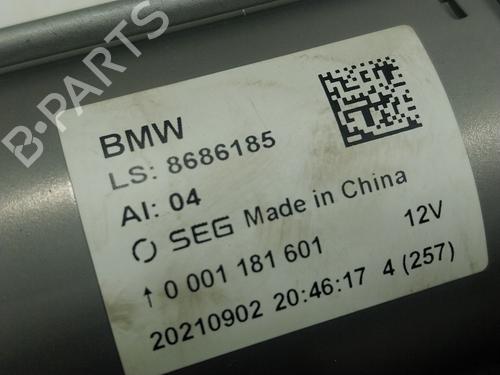 B-PARTS
BMW
LS: 8686185
AI: 04
SEG Made in China
12V
↑ 0 001 181 601
20210902 20:46:17 4 (257)